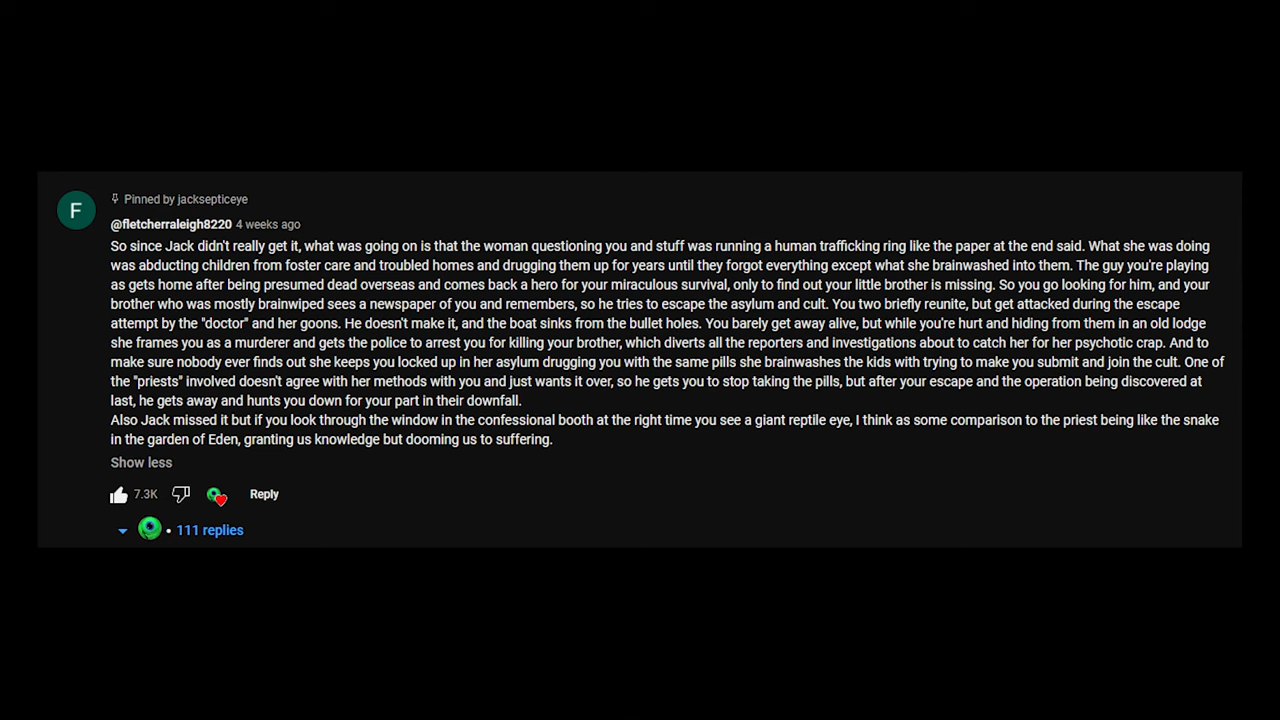 F
Pinned by jacksepticeye
@fletcherraleigh8220 4 weeks ago
So since Jack didn't really get it, what was going on is that the woman questioning you and stuff was running a human trafficking ring like the paper at the end said. What she was doing
was abducting children from foster care and troubled homes and drugging them up for years until they forgot everything except what she brainwashed into them. The guy you're playing
as gets home after being presumed dead overseas and comes back a hero for your miraculous survival, only to find out your little brother is missing. So you go looking for him, and your
brother who was mostly brainwiped sees a newspaper of you and remembers, so he tries to escape the asylum and cult. You two briefly reunite, but get attacked during the escape
attempt by the "doctor" and her goons. He doesn't make it, and the boat sinks from the bullet holes. You barely get away alive, but while you're hurt and hiding from them in an old lodge
she frames you as a murderer and gets the police to arrest you for killing your brother, which diverts all the reporters and investigations about to catch her for her psychotic crap. And to
make sure nobody ever finds out she keeps you locked up in her asylum drugging you with the same pills she brainwashes the kids with trying to make you submit and join the cult. One of
the "priests" involved doesn't agree with her methods with you and just wants it over, so he gets you to stop taking the pills, but after your escape and the operation being discovered at
last, he gets away and hunts you down for your part in their downfall.
Also Jack missed it but if you look through the window in the confessional booth at the right time you see a giant reptile eye, I think as some comparison to the priest being like the snake
in the garden of Eden, granting us knowledge but dooming us to suffering.
Show less
7.3K Reply
• 111 replies